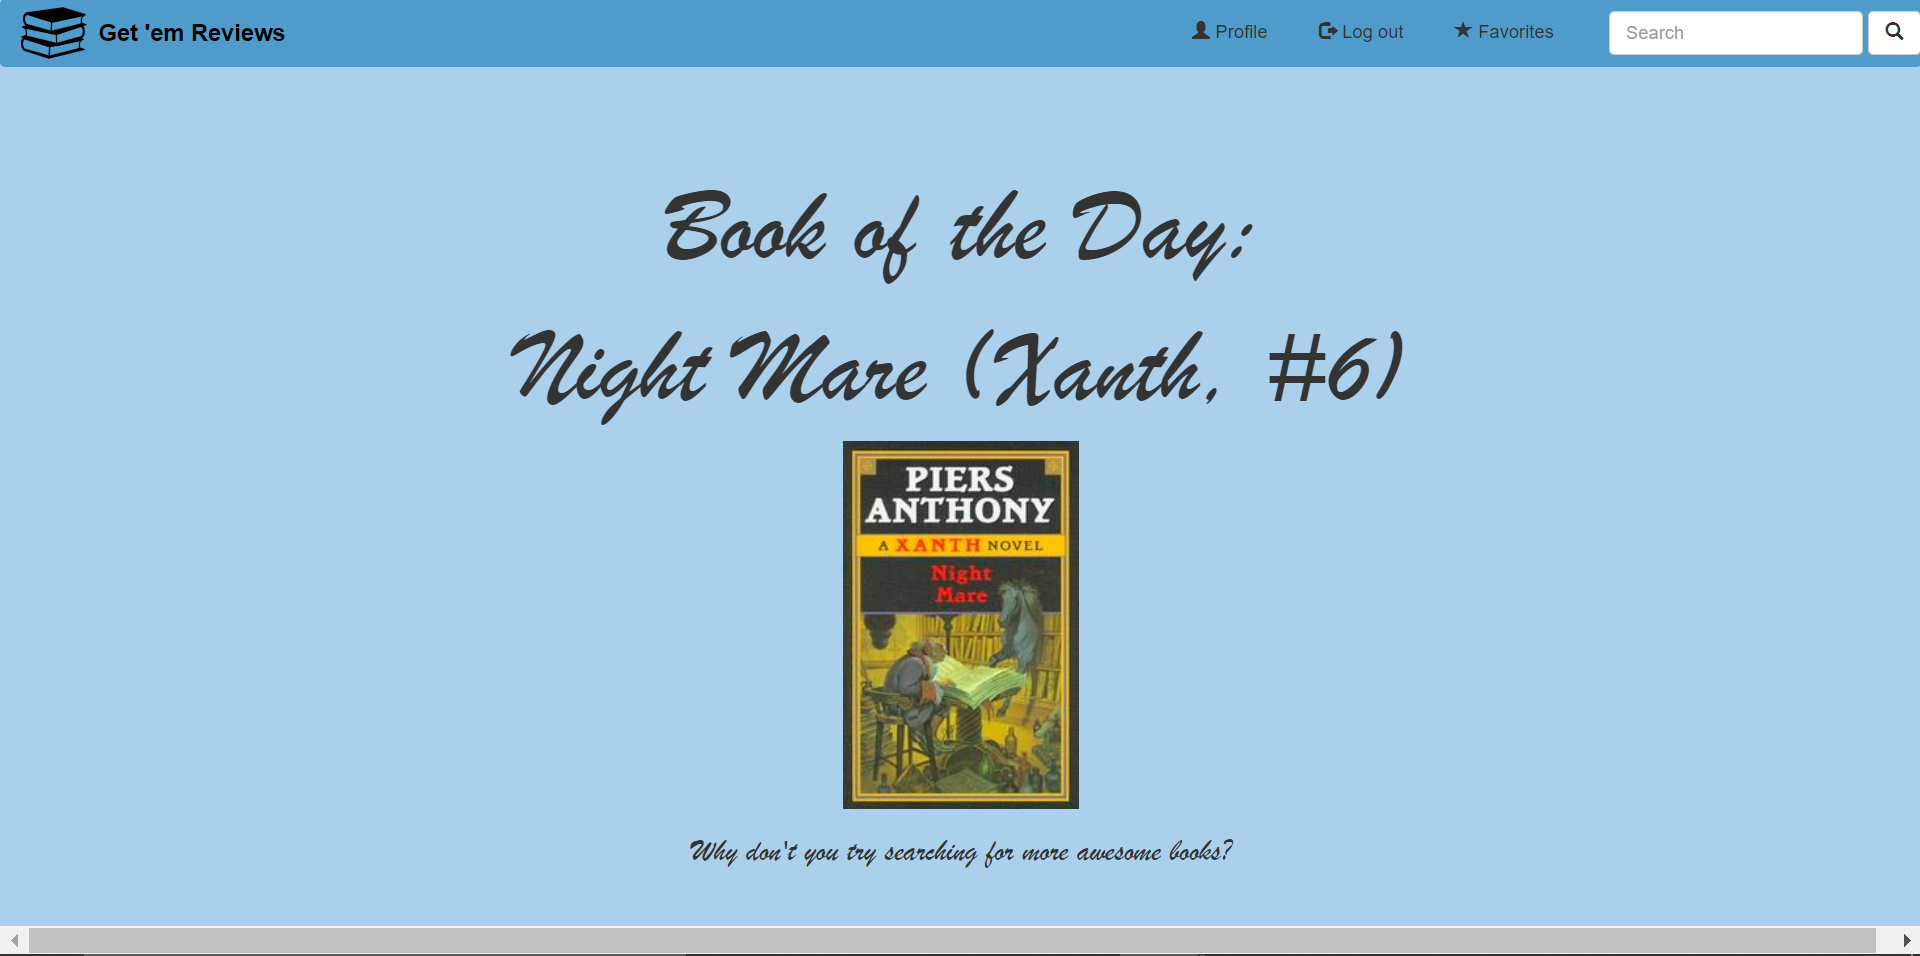 Get 'em Reviews
Profile
Log out
Favorites
Search
Book of the Day:
Night Mare (Xanth, #6)
PIERS
ANTHONY
A XANTH NOVEL
Night
Mare
Why don't you try searching for more awesome books?